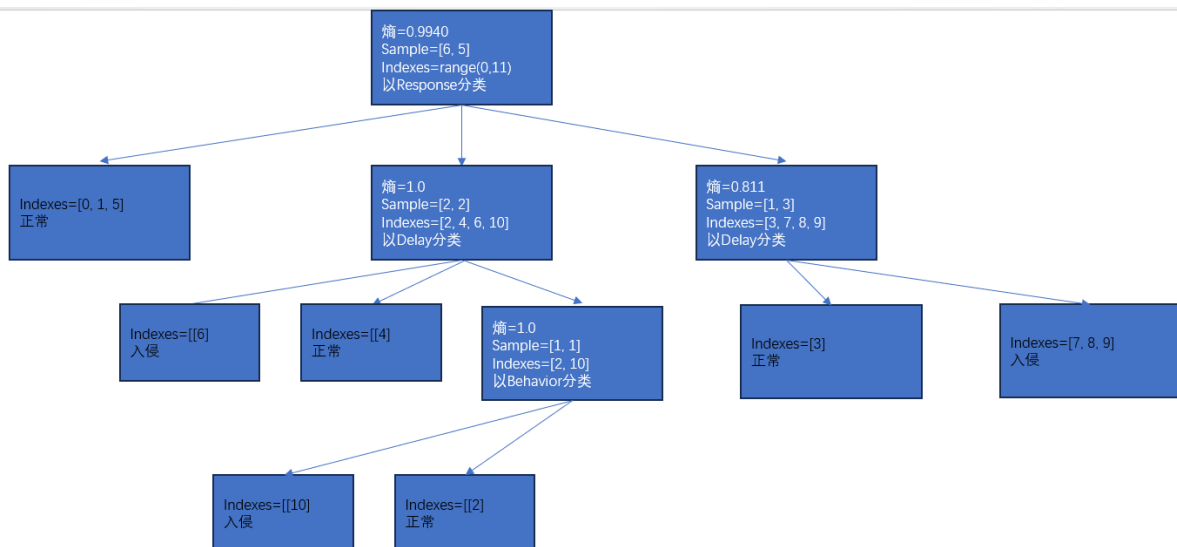 熵=0.9940
Sample=[6, 5]
Indexes=range(0,11)
以Response分类
Indexes=[0, 1, 5]
正常
熵=1.0
Sample=[2, 2]
Indexes=[2, 4, 6, 10]
以Delay分类
熵=0.811
Sample=[1, 3]
Indexes=[3, 7, 8, 9]
以Delay分类
Indexes=[[6]
入侵
Indexes=[[4]
正常
熵=1.0
Sample=[1, 1]
Indexes=[2, 10]
以Behavior分类
Indexes=[3]
正常
Indexes=[7, 8, 9]
入侵
Indexes=[[10]
入侵
Indexes=[[2]
正常